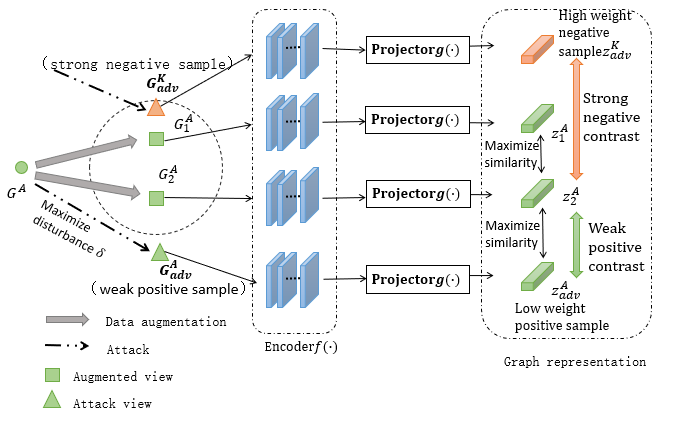 High weight
negative
sample$z_{adv}^{K}$
（strong negative sample）
$G_{adv}^{K}$
Projector$g(\cdot)$
$G_1^A$
Projector$g(\cdot)$
$z_1^A$
Strong
negative
contrast
Maximize
similarity
$G^A$
$G_2^A$
Projector$g(\cdot)$
$z_2^A$
Maximize
disturbance $\delta$
Maximize
similarity
Weak
positive
contrast
$G_{adv}^{A}$
（weak positive sample）
Projector$g(\cdot)$
$z_{adv}^{A}$
Low weight
positive sample
Data augmentation
Attack
Augmented view
Attack view
Encoder$f(\cdot)$
Graph representation